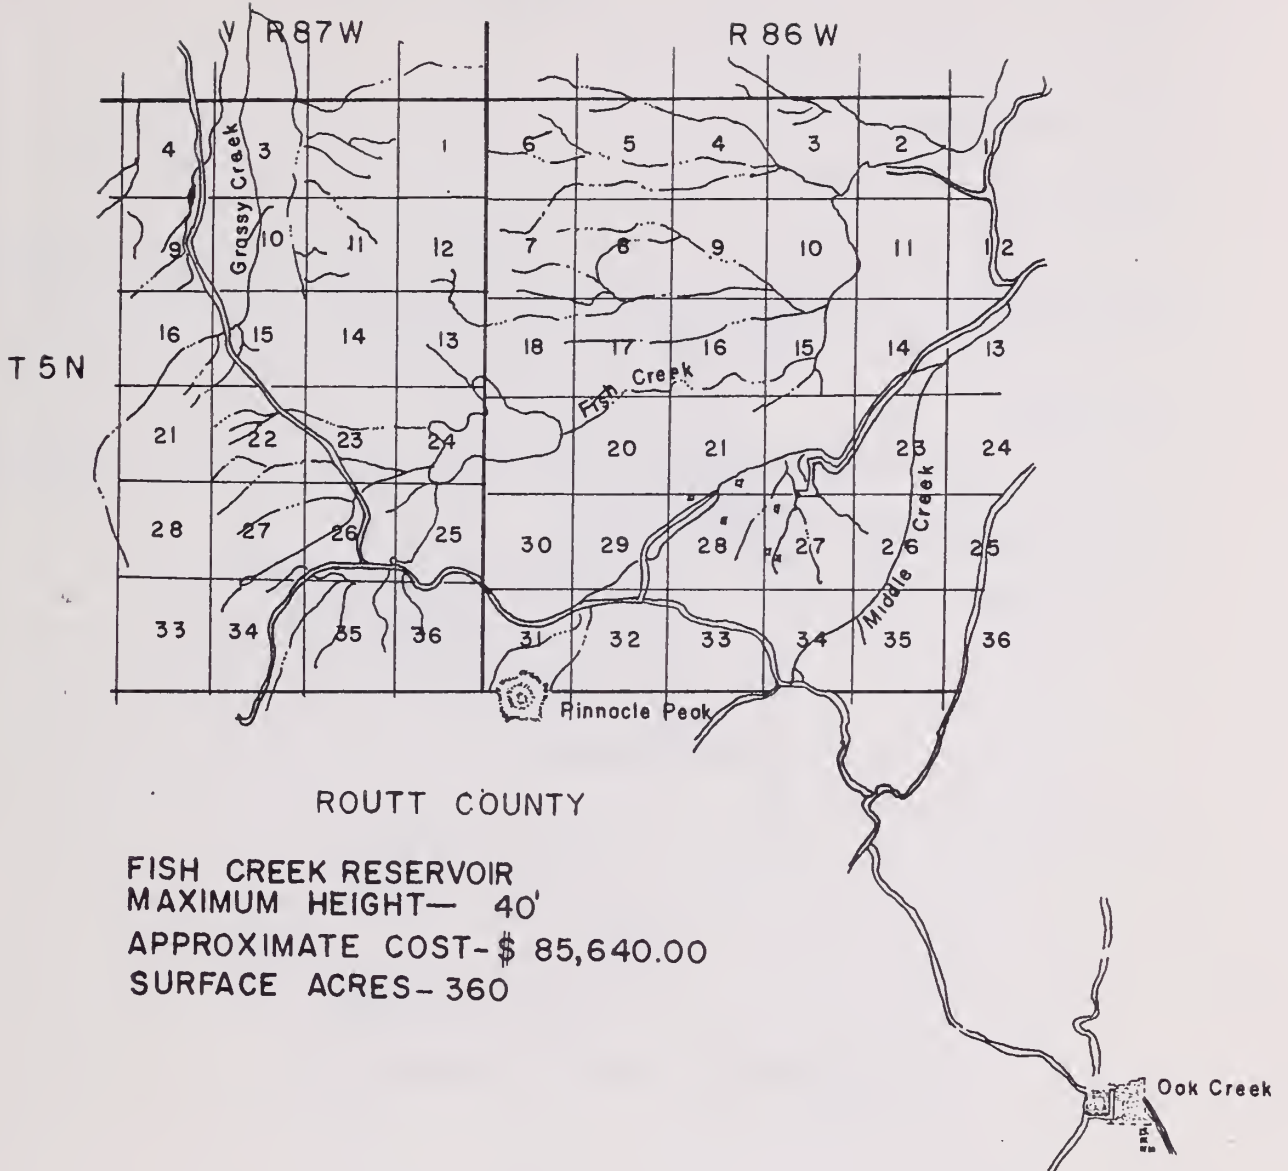 R 87 W
R 86 W
4 3 1 6 5 4 3 2 1
Grassy Creek
9 10 11 12 7 8 9 10 11 12
16 15 14 13 18 17 16 15 14 13
T 5 N
Fish Creek
21 22 23 24 20 21 23 24
Middle Creek
28 27 26 25 30 29 28 27 26 25
33 34 35 36 31 32 33 34 35 36
Pinnacle Peak
ROUTT COUNTY
FISH CREEK RESERVOIR
MAXIMUM HEIGHT— 40'
APPROXIMATE COST-$ 85,640.00
SURFACE ACRES-360
Oak Creek